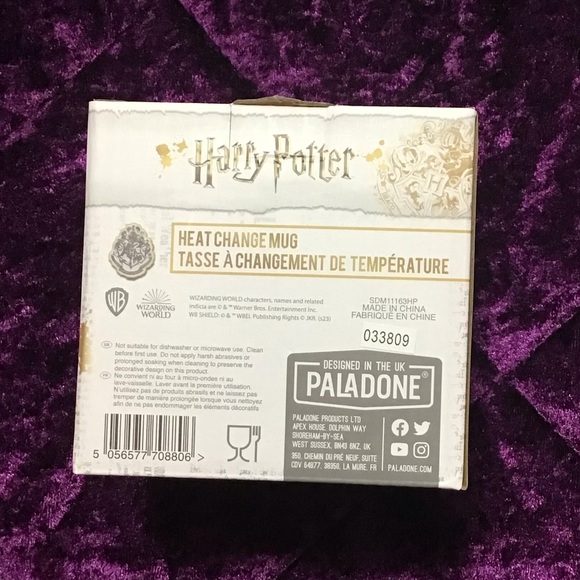 Harry Potter
HEAT CHANGE MUG
TASSE À CHANGEMENT DE TEMPÉRATURE
WB
WIZARDING
WORLD
WIZARDING WORLD characters, names and related
indicia are © & ™ Warner Bros. Entertainment Inc.
WB SHIELD: © & ™ WBEI. Publishing Rights © JKR. (s23)
SDM11163HP
MADE IN CHINA
FABRIQUÉ EN CHINE
033809
Not suitable for dishwasher or microwave use. Clean
before first use. Do not apply harsh abrasives or
prolonged soaking when cleaning to preserve the
decorative design on this product.
Ne convient ni au four à micro-ondes ni au
lave-vaisselle. Laver avant la première utilisation.
N'utilisez pas de produits abrasifs et ne laissez pas
tremper de manière prolongée lorsque vous nettoyez
afin de ne pas endommager les éléments décoratifs
5 056577 708806 >
DESIGNED IN THE UK
PALADONE®
PALADONE PRODUCTS LTD
APEX HOUSE, DOLPHIN WAY
SHOREHAM-BY-SEA
WEST SUSSEX, BN43 6NZ, UK
350, CHEMIN DU PRÉ NEUF, SUITE
CDV 64877, 38350, LA MURE, FR
PALADONE.COM